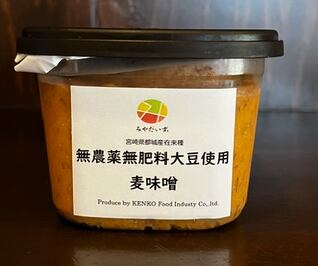 みやだいず。
宮崎県都城産在来種
無農薬無肥料大豆使用
麦味噌
Produce by KENKO Food Industy Co,.ltd.